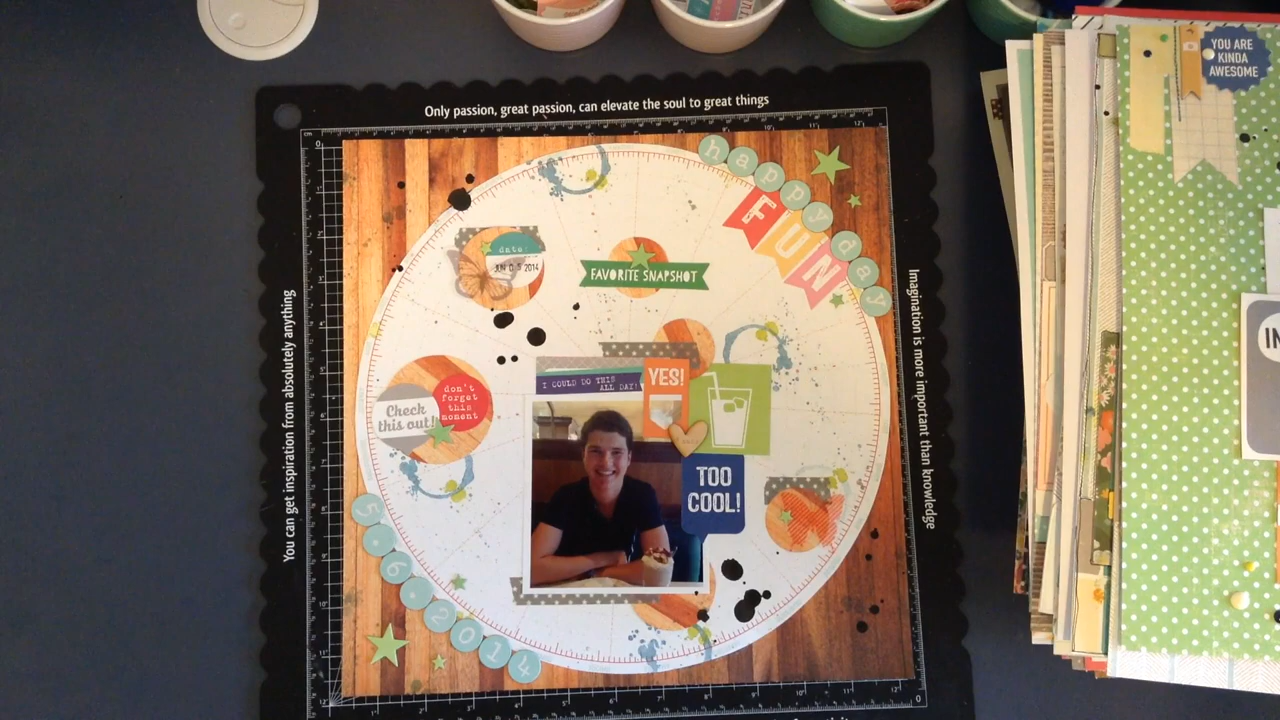 Only passion, great passion, can elevate the soul to great things
YOU ARE
KINDA
AWESOME
happy day
FUN
date:
JUN 05 2014
FAVORITE SNAPSHOT
You can get inspiration from absolutely anything
Imagination is more important than knowledge
I COULD DO THIS
ALL DAY!
YES!
Check
this out!
don't
forget
this
moment
TOO
COOL!
IN
5 6 2014